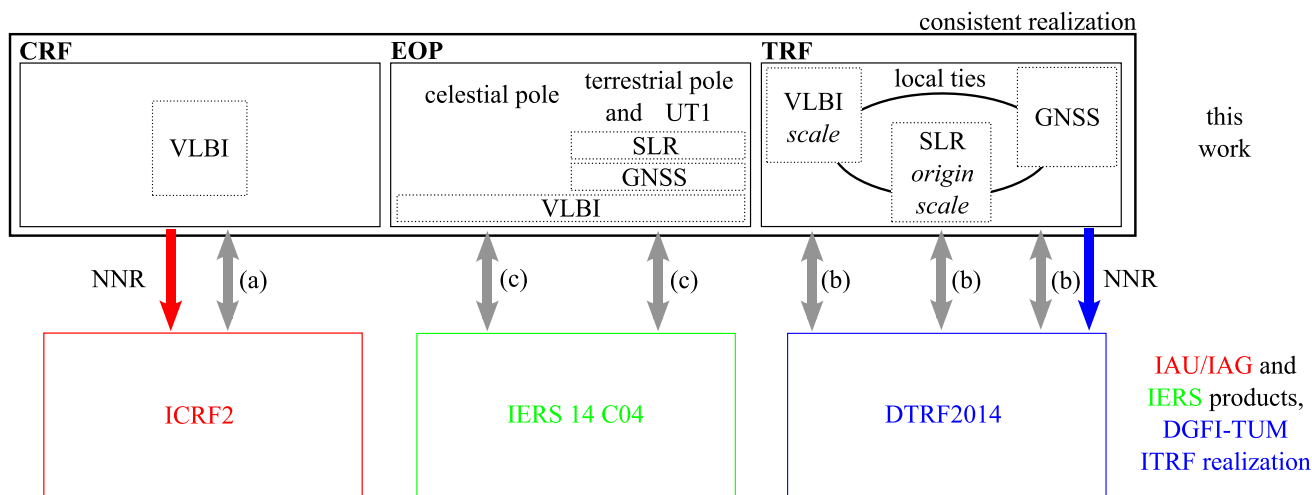 consistent realization
CRF
EOP
TRF
VLBI
celestial pole
terrestrial pole
and UT1
SLR
GNSS
VLBI
VLBI
scale
local ties
SLR
origin
scale
GNSS
this
work
NNR
(a)
(c)
(c)
(b)
(b)
(b)
NNR
ICRF2
IERS 14 C04
DTRF2014
IAU/IAG and
IERS products,
DGFI-TUM
ITRF realization